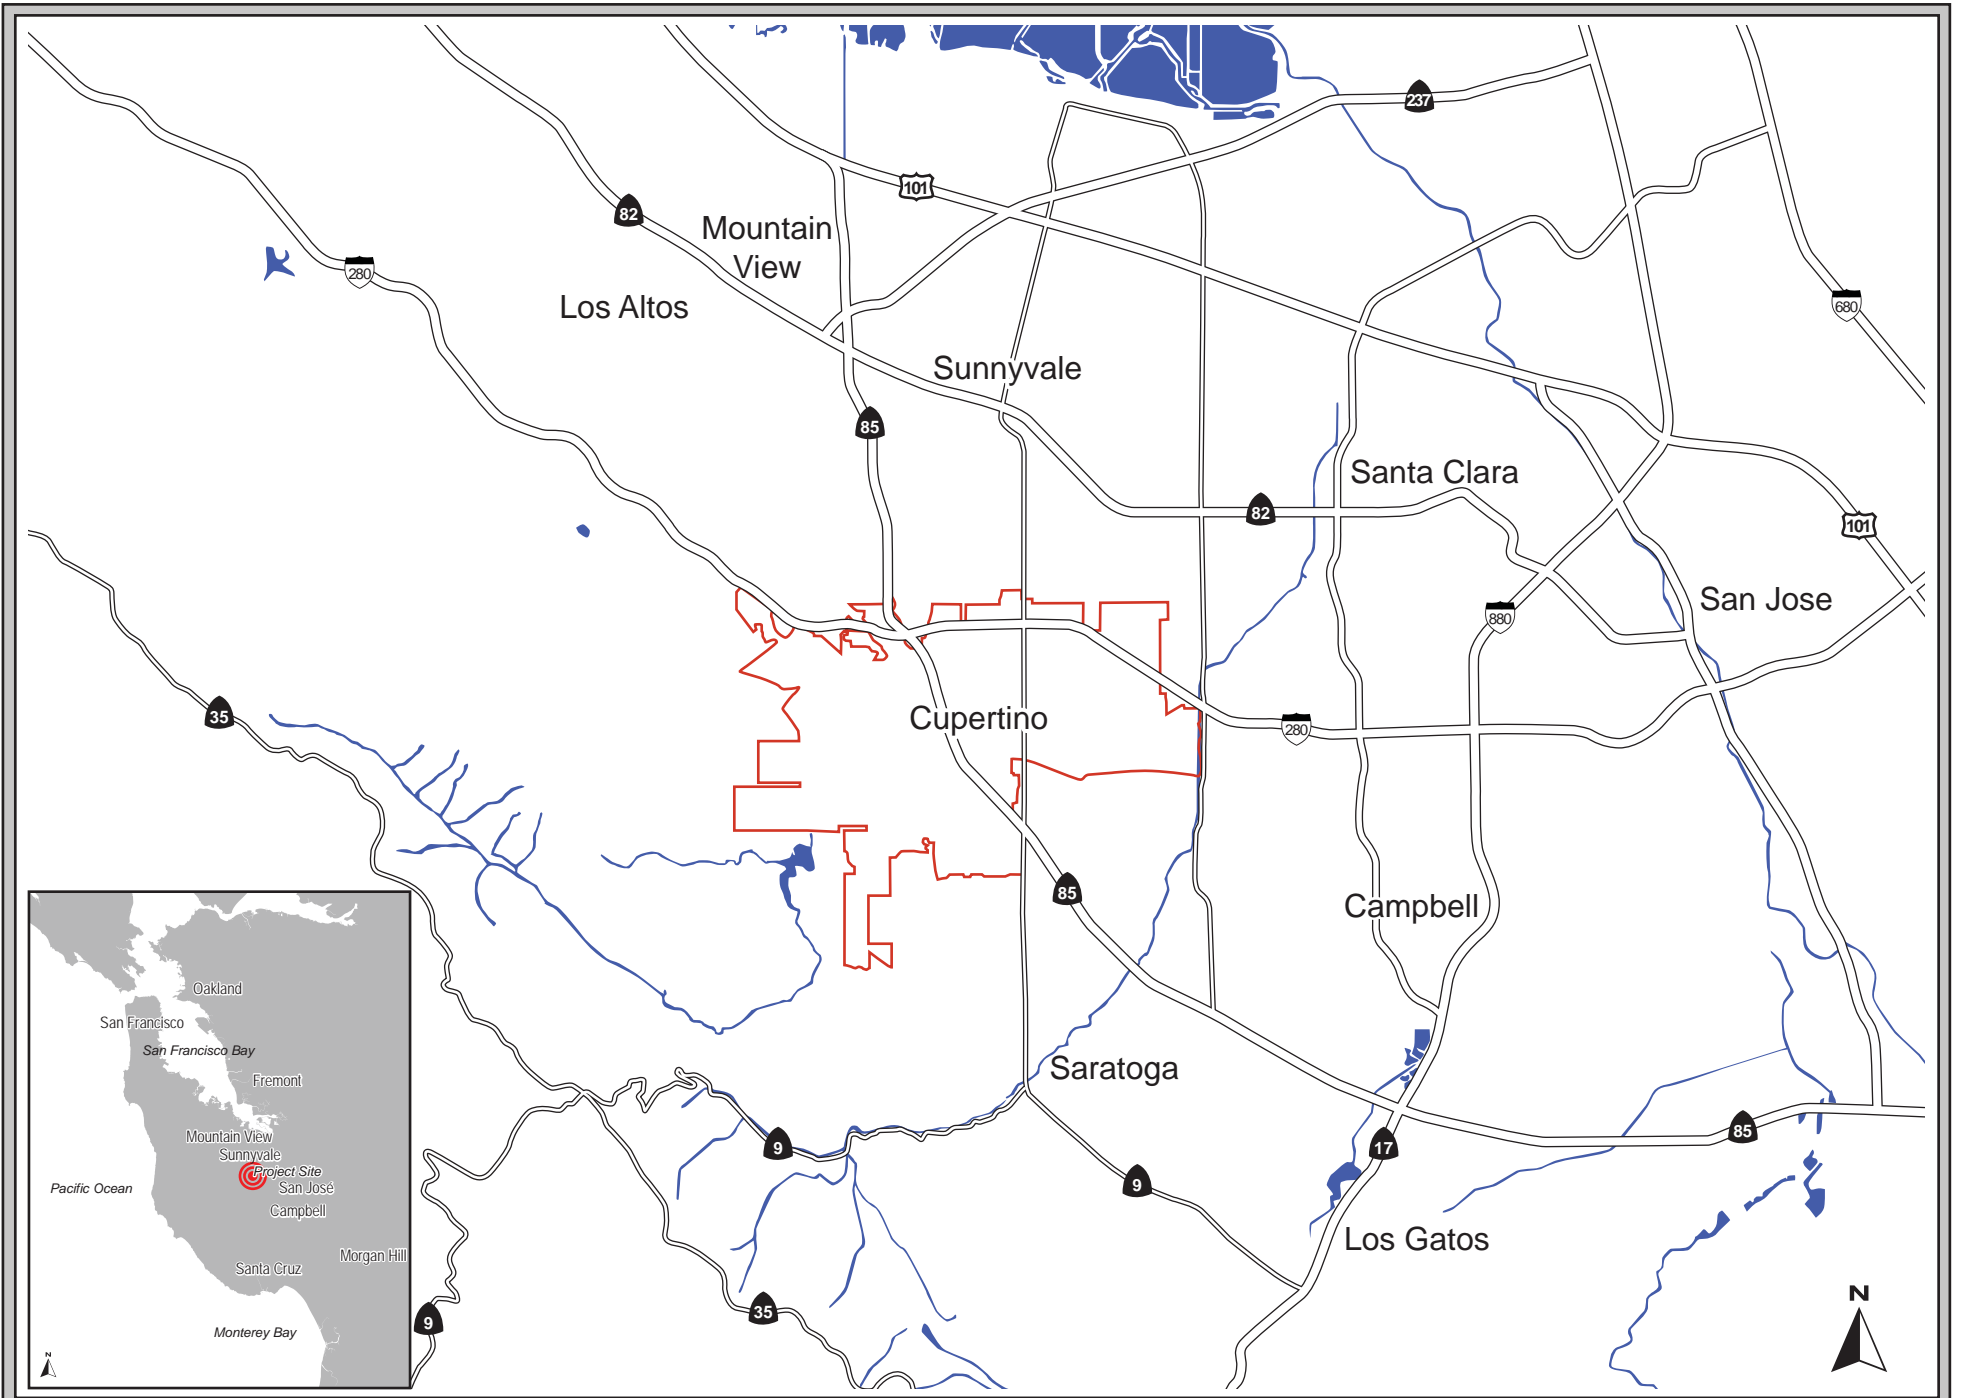 237
101
82
Mountain
View
280
Los Altos
680
Sunnyvale
85
Santa Clara
82
101
San Jose
880
35
Cupertino
280
85
Campbell
Saratoga
9
17
85
9
Los Gatos
35
9
N
Oakland
San Francisco
San Francisco Bay
Fremont
Mountain View
Sunnyvale
Project Site
Pacific Ocean
San José
Campbell
Morgan Hill
Santa Cruz
Monterey Bay
N